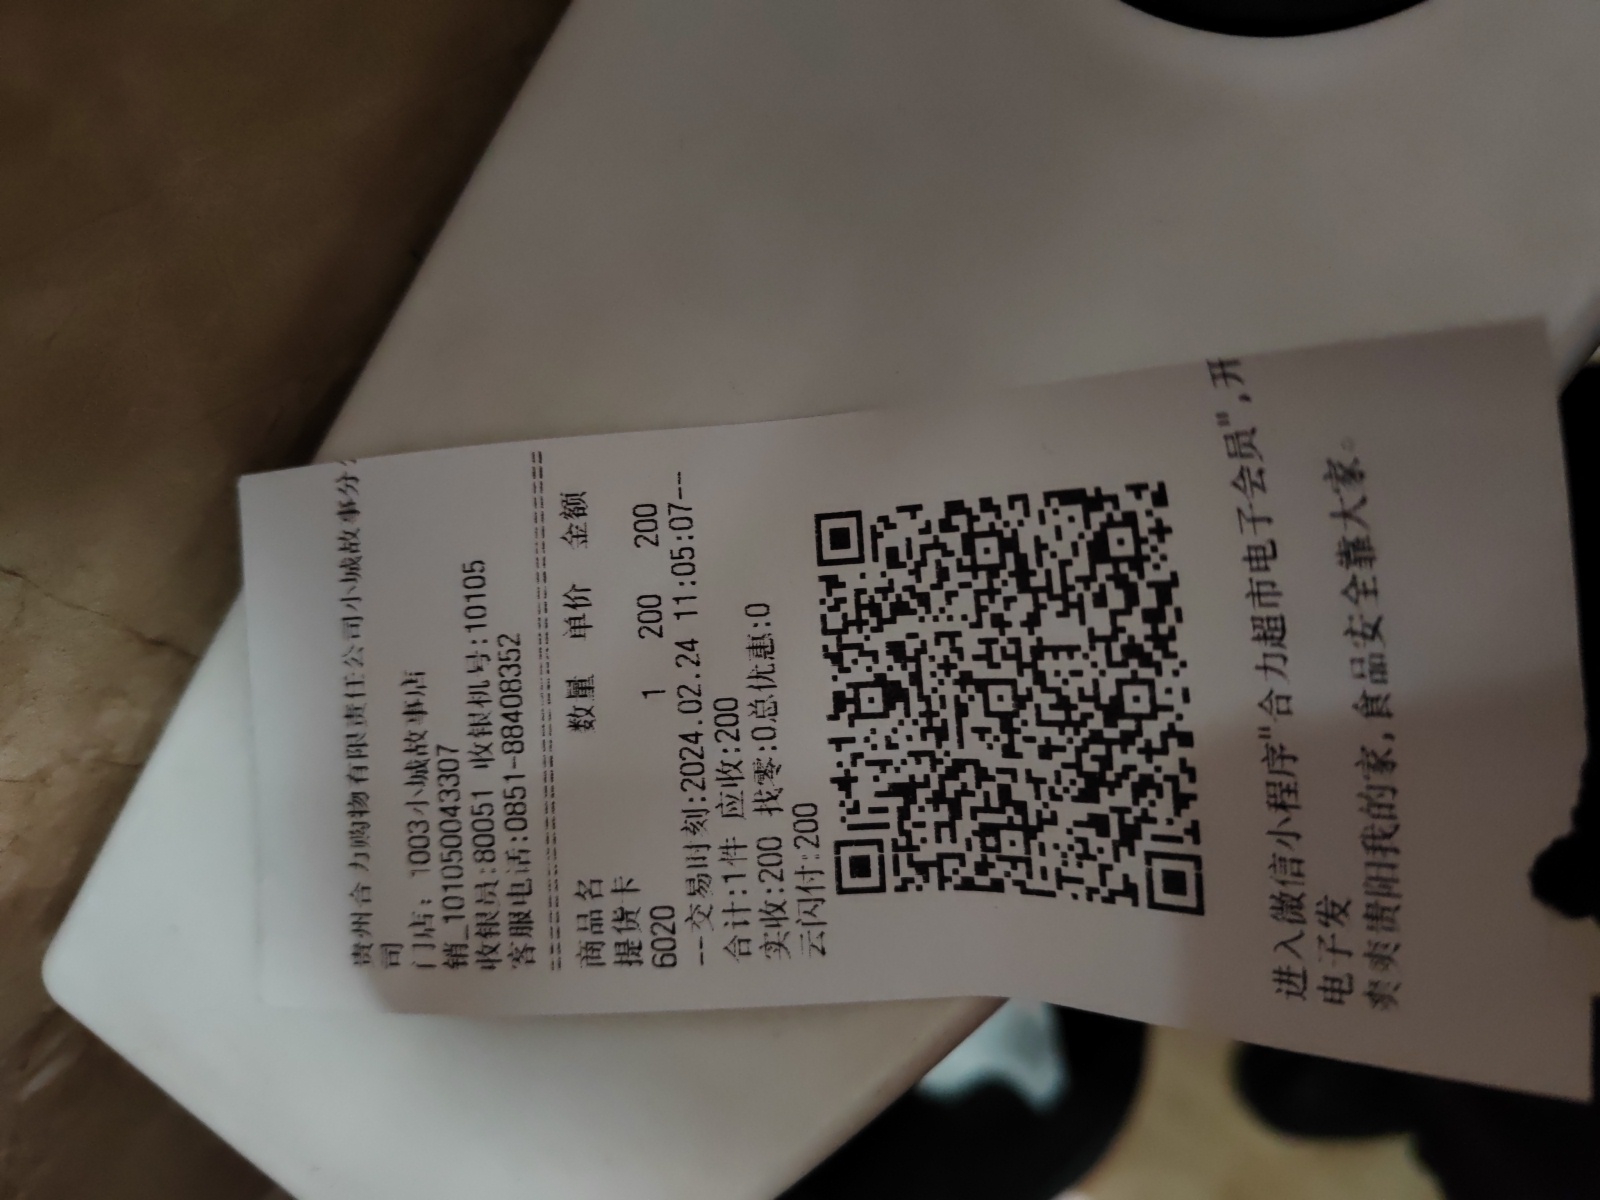 贵州合力购物有限责任公司小城故事分
司
门店: 1003小城故事店
销_101050043307
收银员:80051 收银机号:10105
客服电话:0851-88408352
商品名 数量 单价 金额
提货卡
6020 1 200 200
--交易时刻:2024.02.24 11:05:07--
合计:1件 应收:200
实收:200 找零:0总优惠:0
云闪付:200
进入微信小程序"合力超市电子会员",开
电子发
爽爽贵阳我的家,食品安全靠大家。